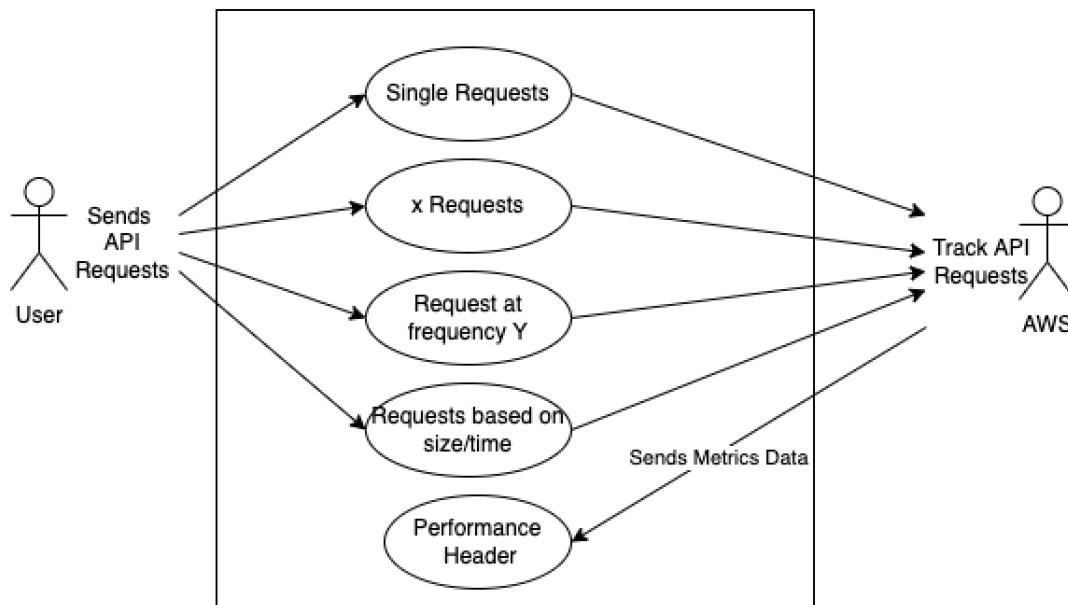 Single Requests
x Requests
Sends
API
Requests
User
Request at
frequency Y
Requests based on
size/time
Performance
Header
Track API
Requests
AWS
Sends Metrics Data